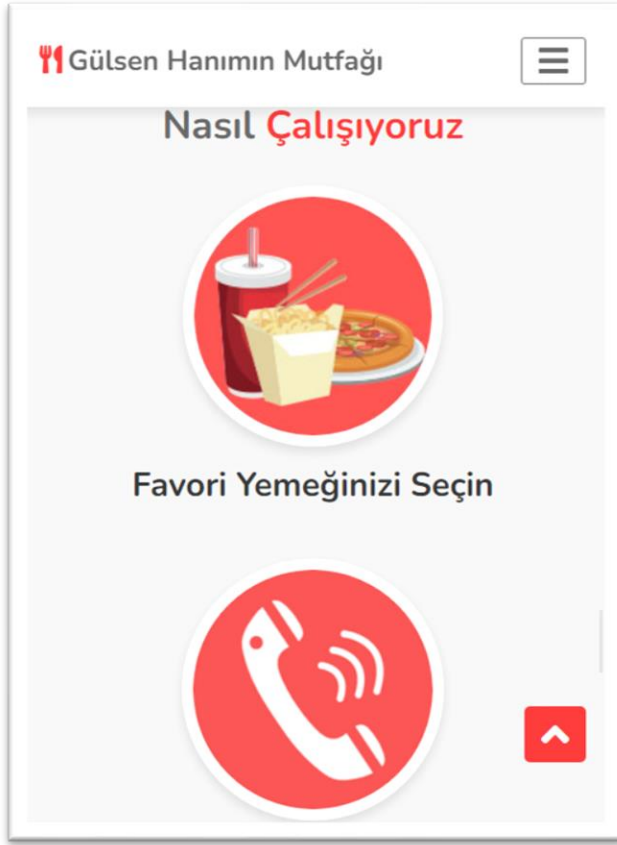 Gülsen Hanımın Mutfağı
Nasıl Çalışıyoruz
Favori Yemeğinizi Seçin